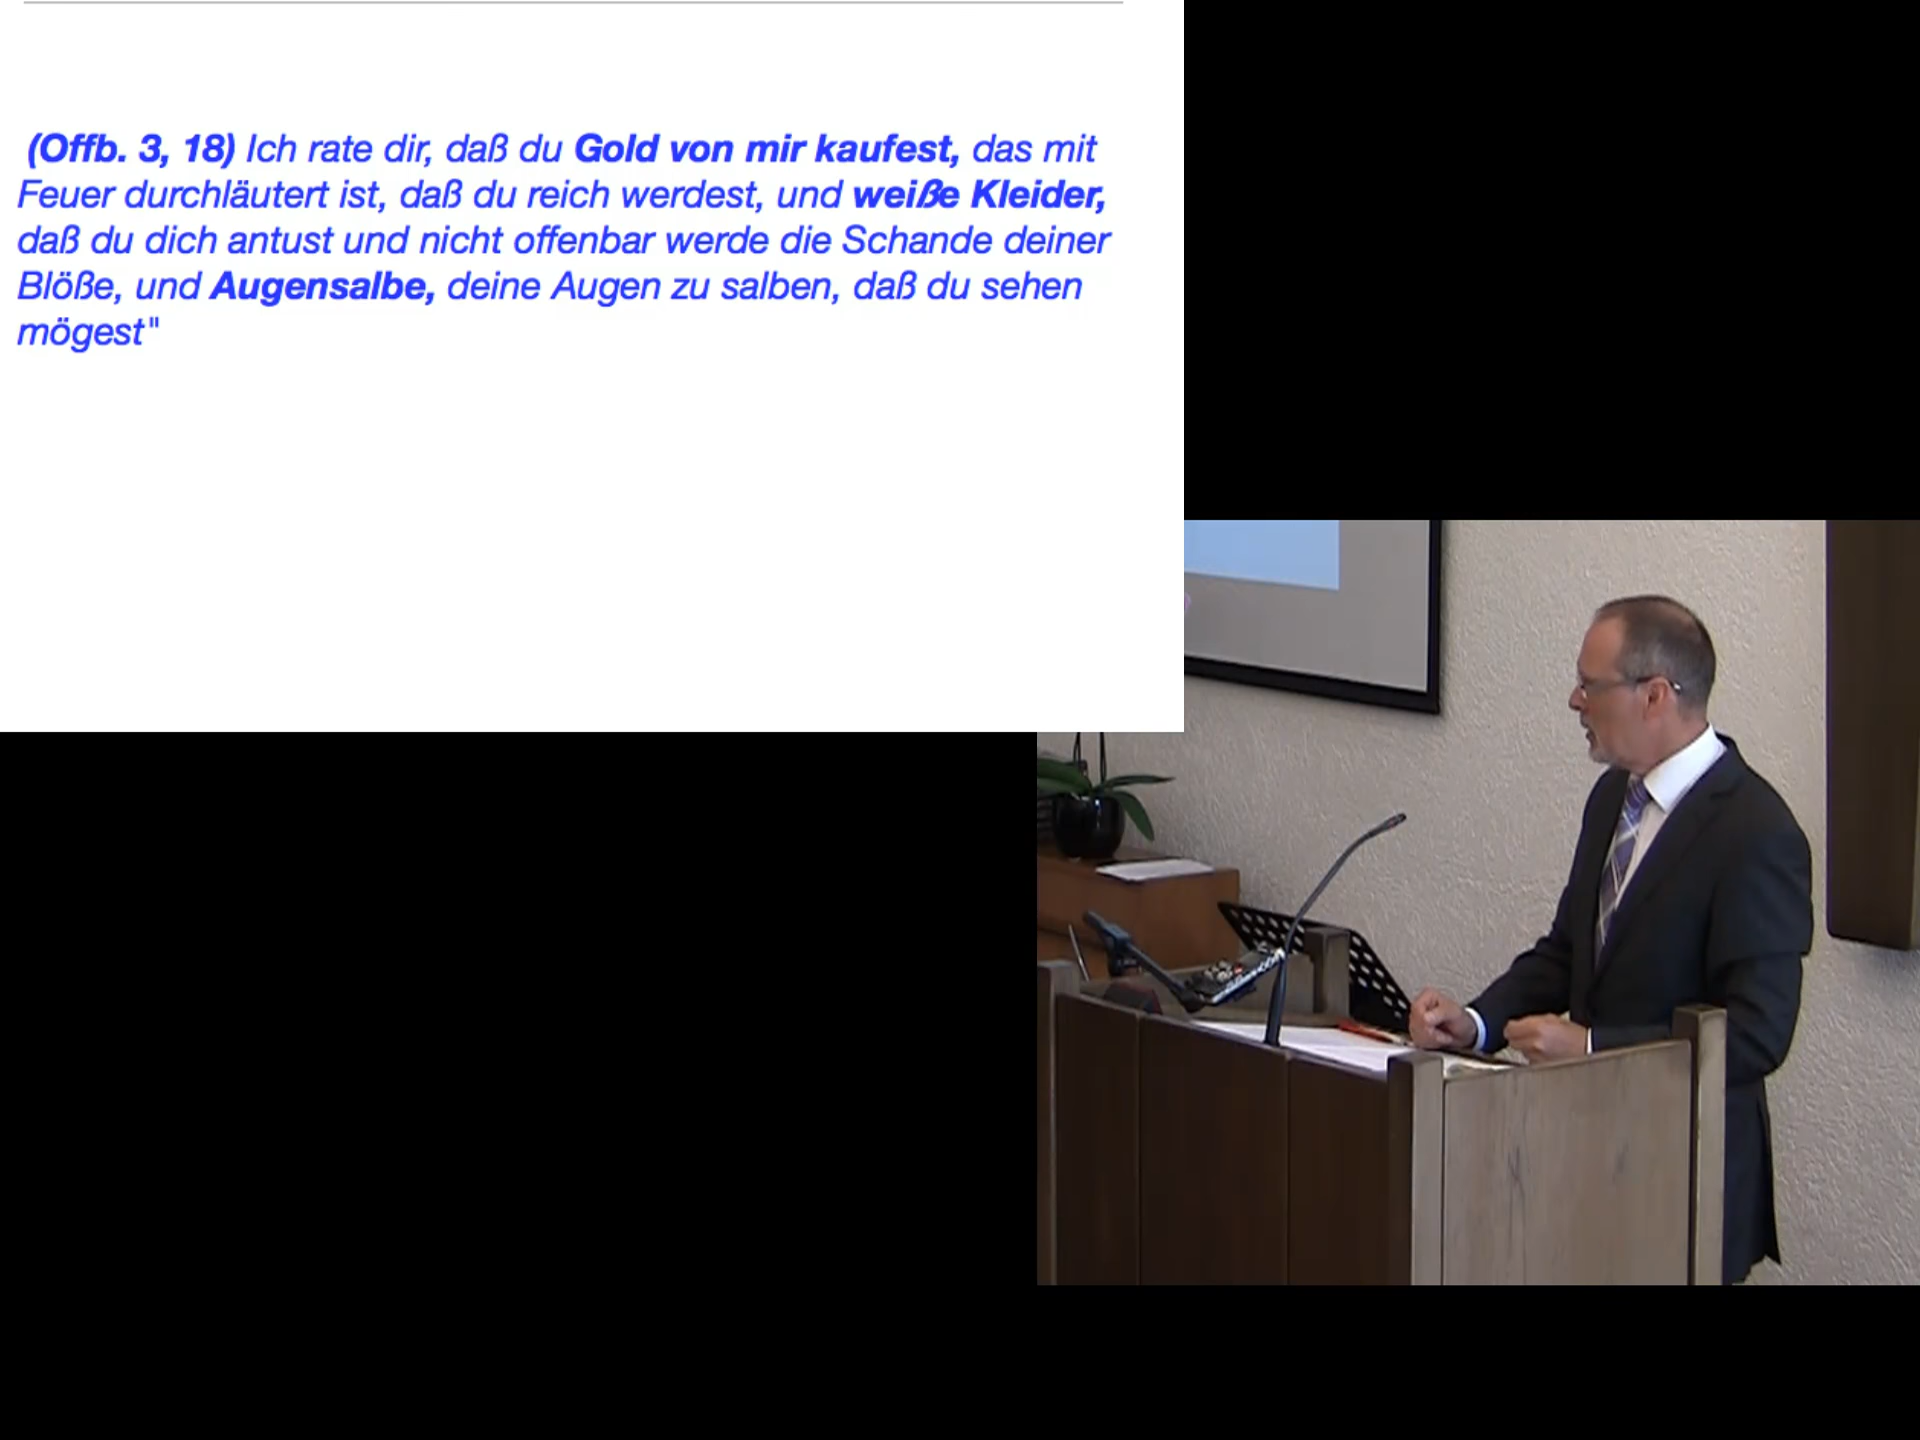 (Offb. 3, 18) Ich rate dir, daß du Gold von mir kaufest, das mit
Feuer durchläutert ist, daß du reich werdest, und weiße Kleider,
daß du dich antust und nicht offenbar werde die Schande deiner
Blöße, und Augensalbe, deine Augen zu salben, daß du sehen
mögest"